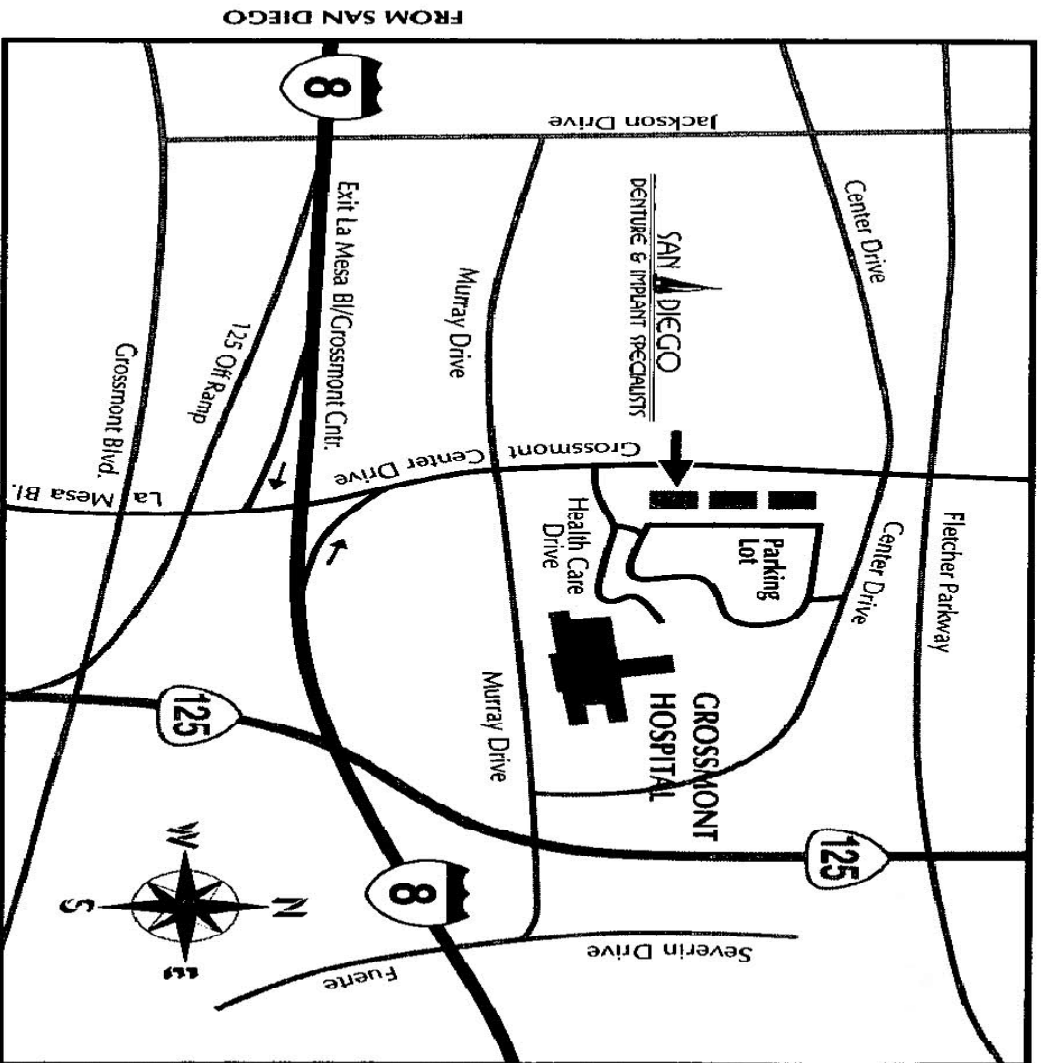 FROM SAN DIEGO
8
Jackson Drive
Fletcher Parkway
Center Drive
Center Drive
SAN DIEGO
DENTURE & IMPLANT SPECIALISTS
Murray Drive
Exit La Mesa Bl/Grossmont Cntr.
125 Off Ramp
Grossmont Blvd.
La Mesa Bl.
Grossmont
Center Drive
Parking
Lot
Health Care
Drive
GROSSMONT
HOSPITAL
Murray Drive
125
125
8
Severin Drive
Fuerte
N
W
E
S